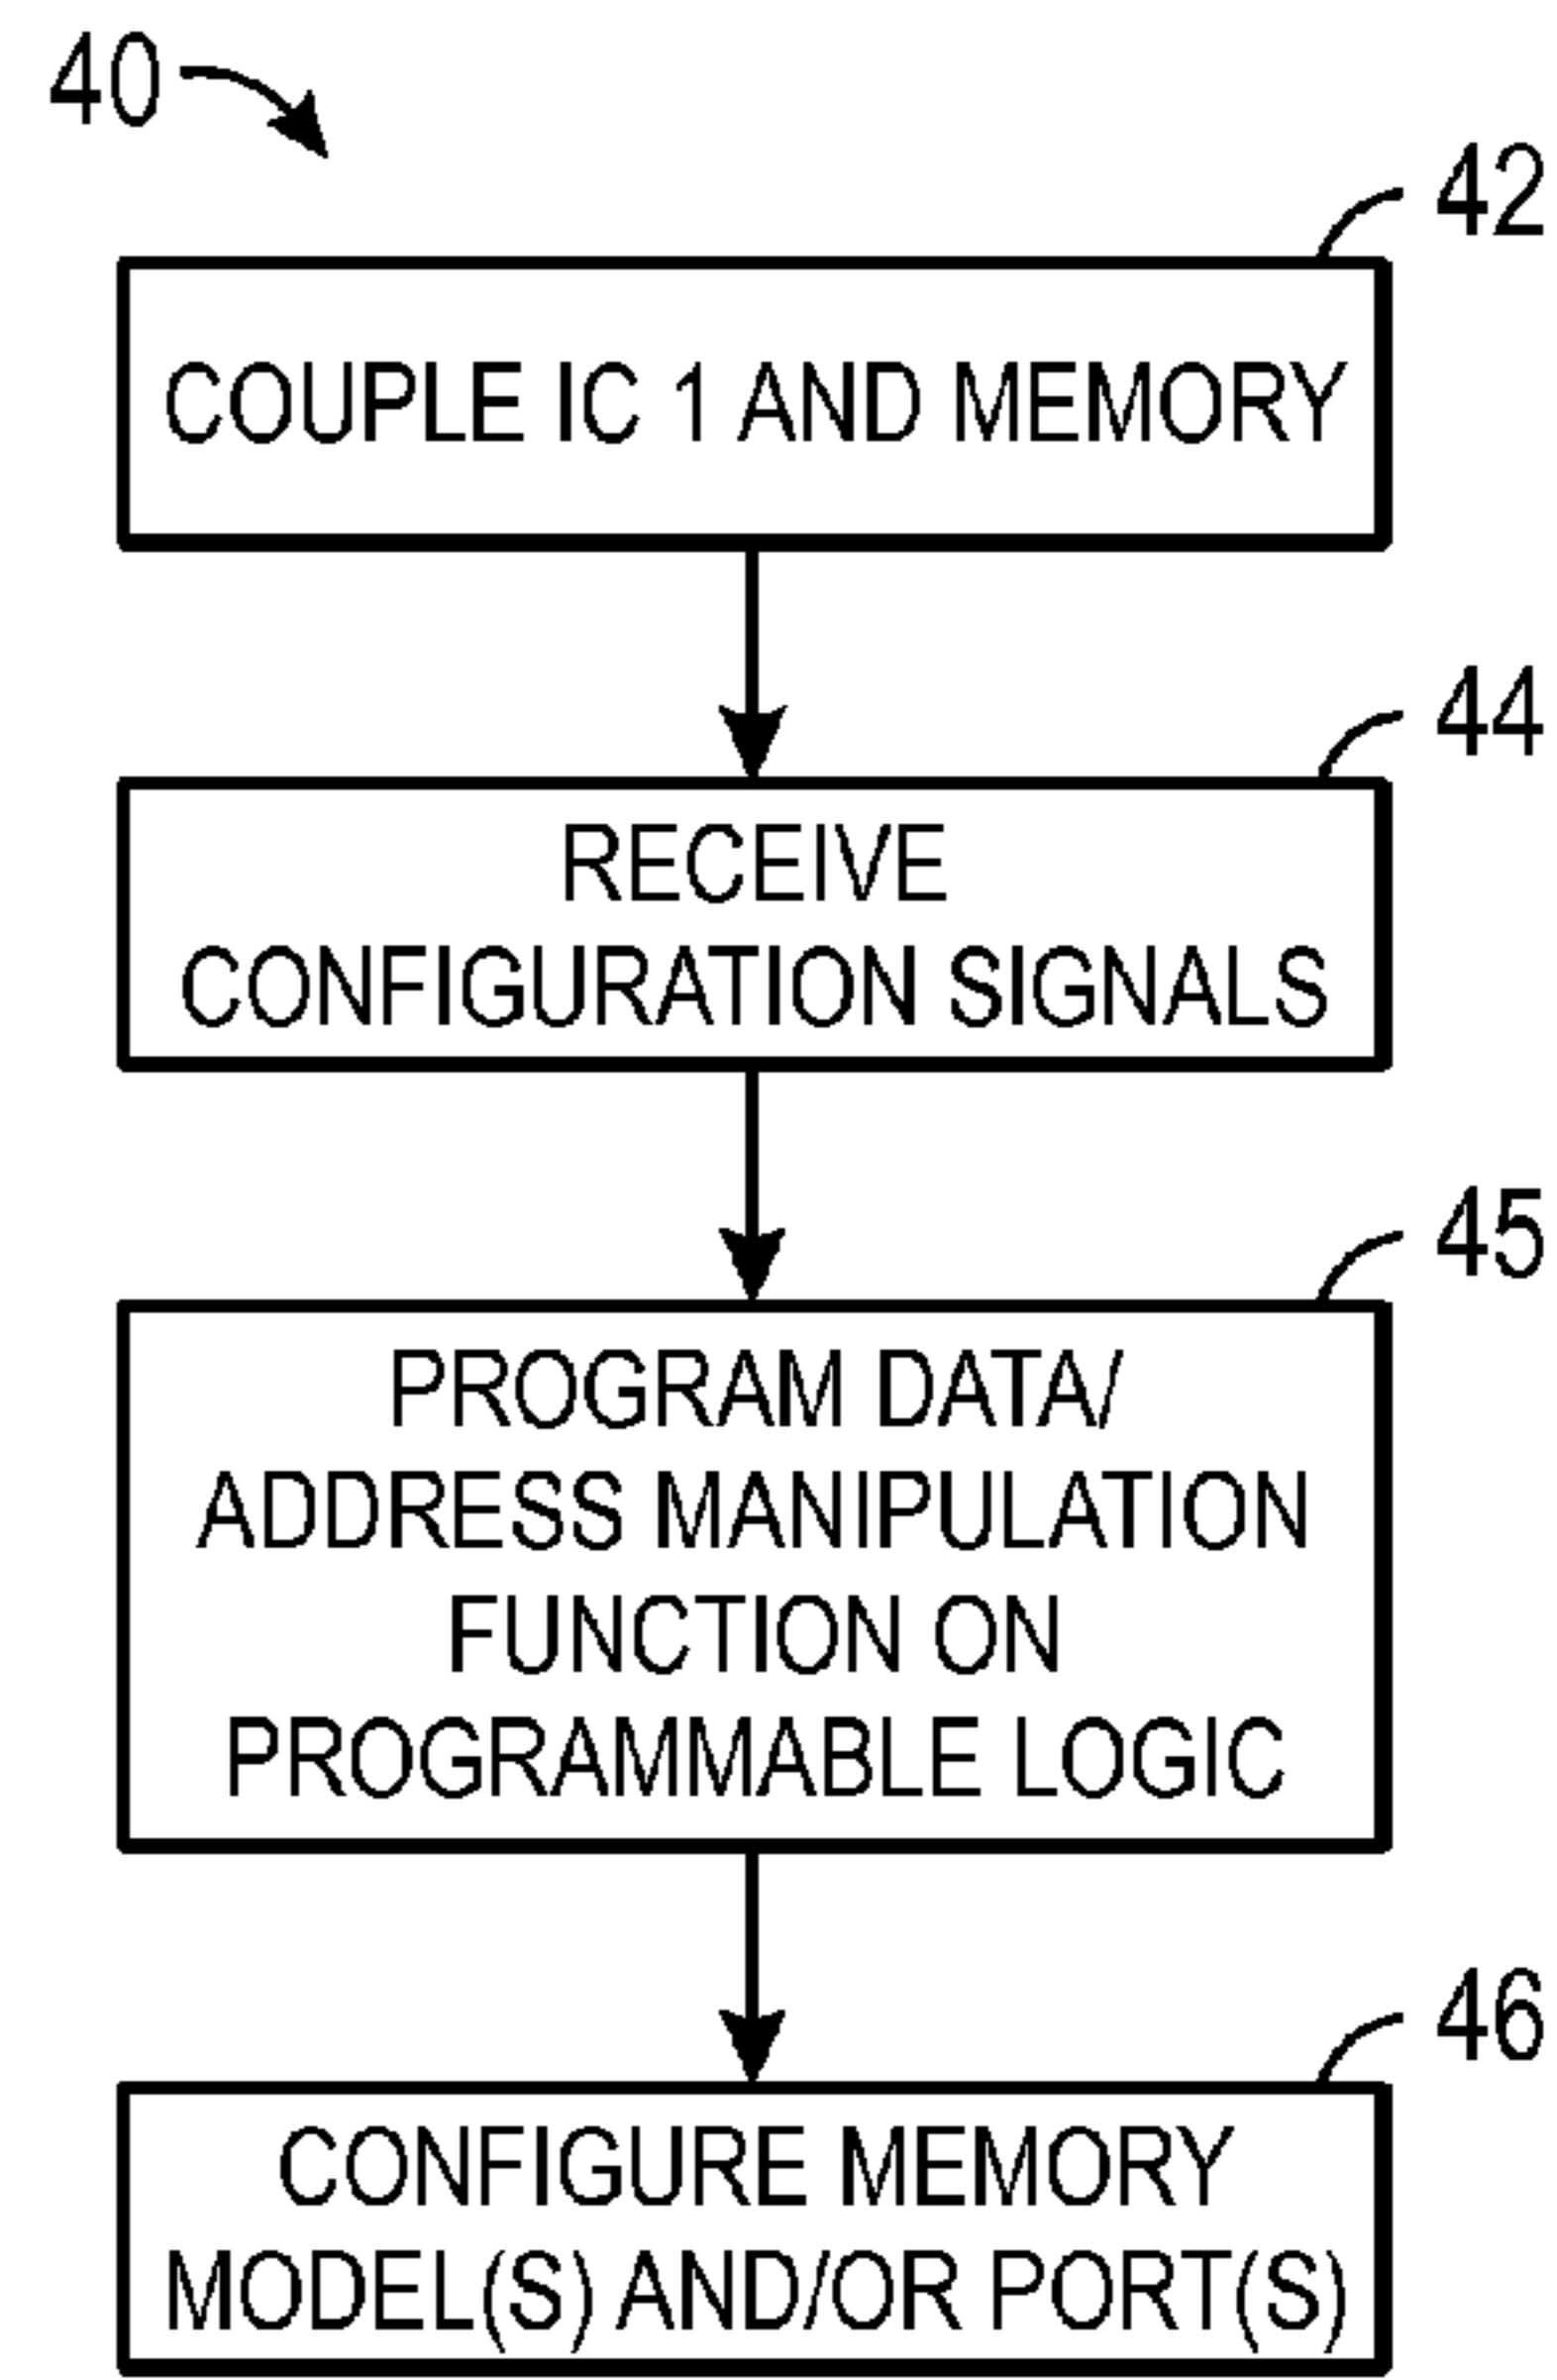 40
42
COUPLE IC 1 AND MEMORY
44
RECEIVE
CONFIGURATION SIGNALS
45
PROGRAM DATA/
ADDRESS MANIPULATION
FUNCTION ON
PROGRAMMABLE LOGIC
46
CONFIGURE MEMORY
MODEL(S) AND/OR PORT(S)